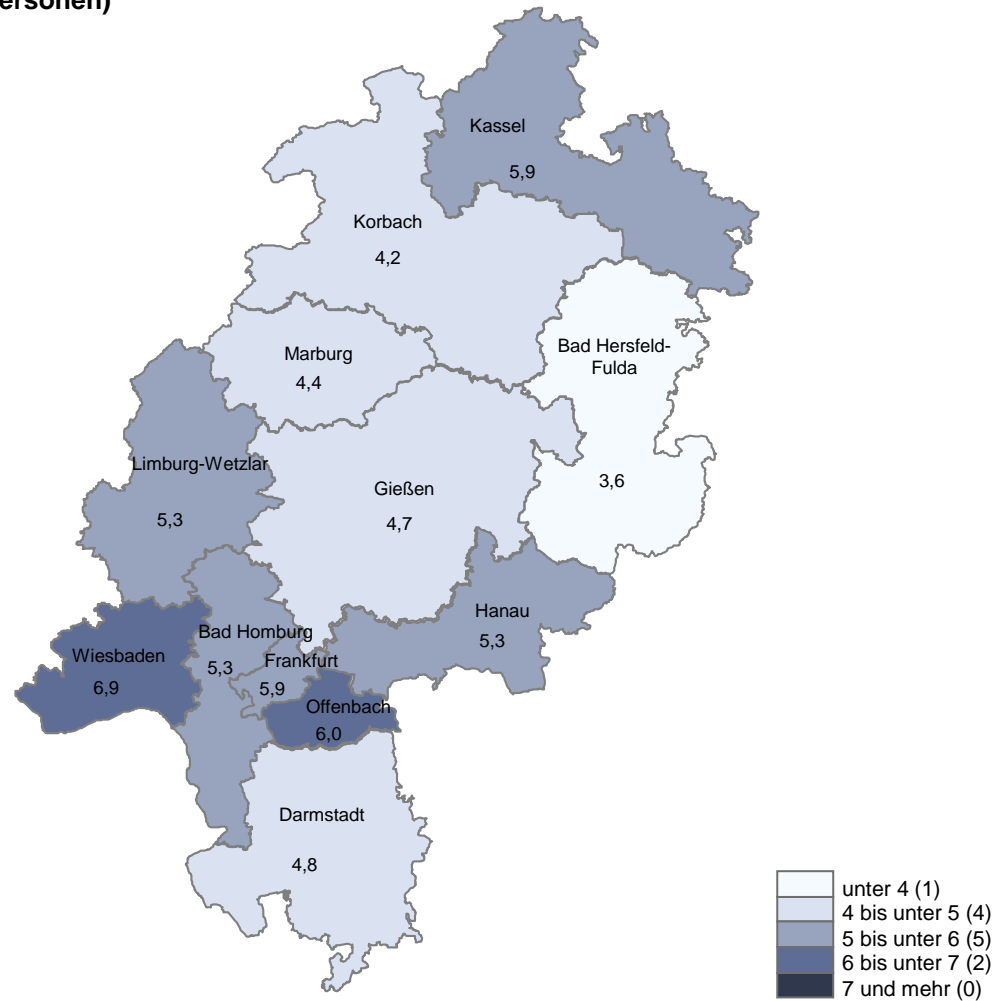 ersonen)
Kassel
5,9
Korbach
4,2
Bad Hersfeld-
Fulda
3,6
Marburg
4,4
Limburg-Wetzlar
5,3
Gießen
4,7
Hanau
5,3
Bad Homburg
5,3
Frankfurt
5,9
Wiesbaden
6,9
Offenbach
6,0
Darmstadt
4,8
unter 4 (1)
4 bis unter 5 (4)
5 bis unter 6 (5)
6 bis unter 7 (2)
7 und mehr (0)